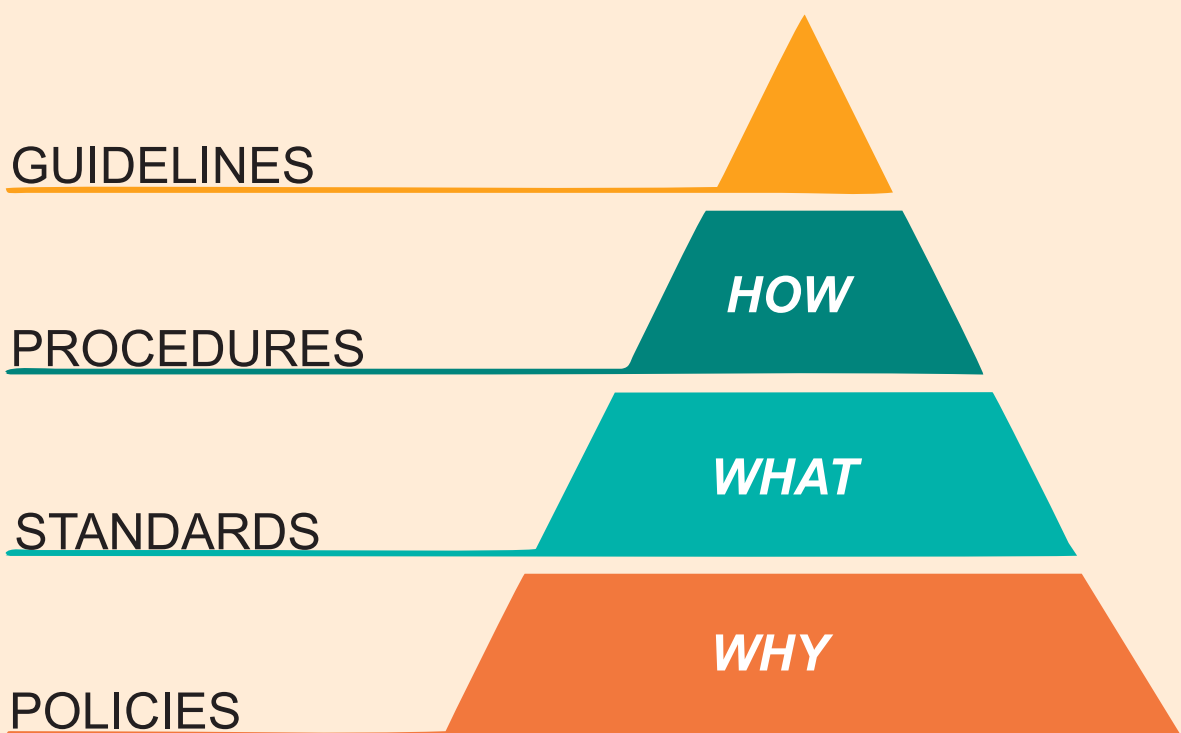 GUIDELINES
HOW
PROCEDURES
WHAT
STANDARDS
WHY
POLICIES